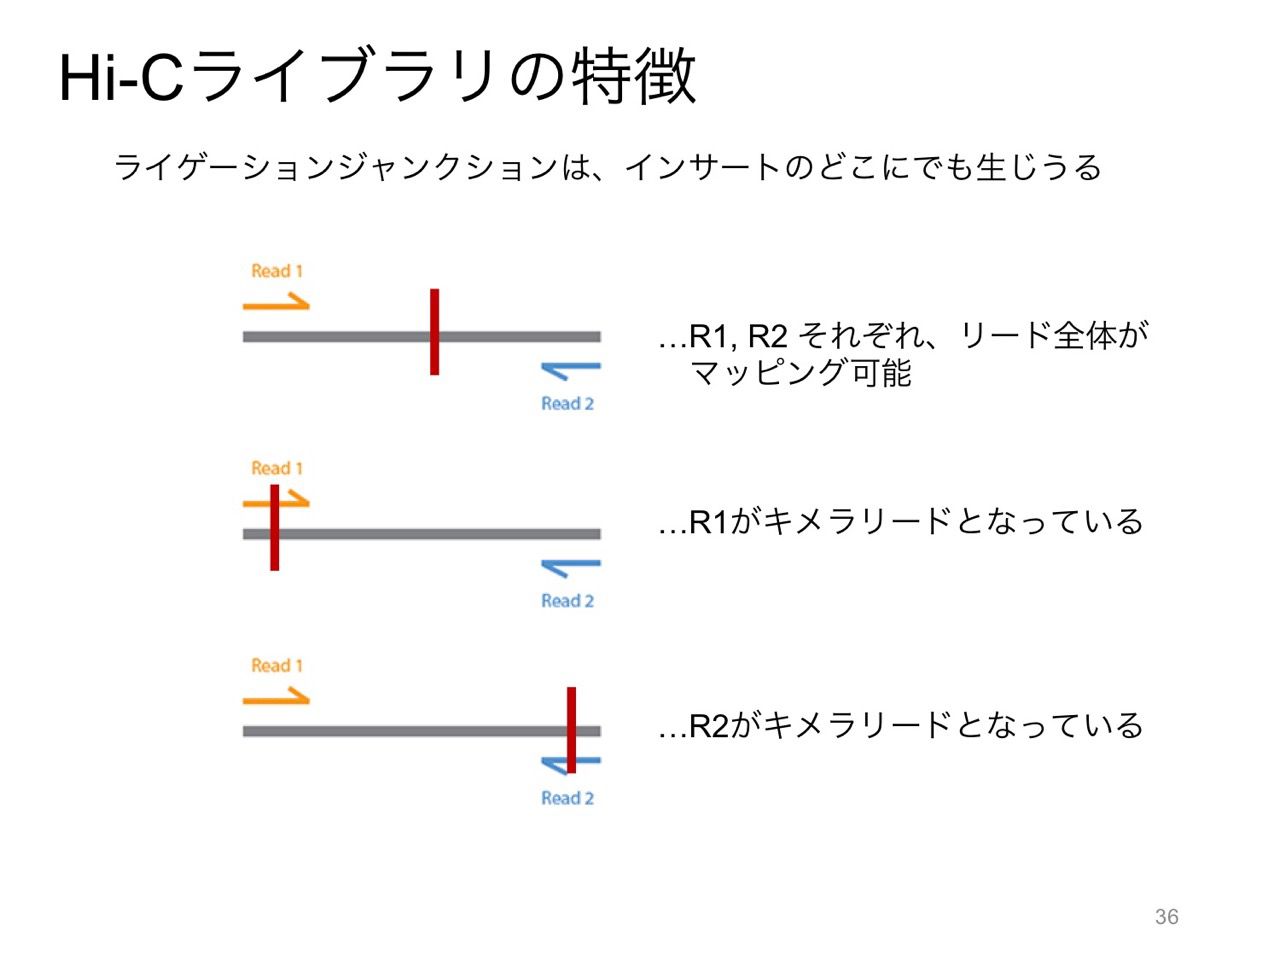 Hi-Cライブラリの特徴
ライゲーションジャンクションは、インサートのどこにでも生じうる
Read 1
…R1, R2 それぞれ、リード全体が
マッピング可能
Read 2
Read 1
…R1がキメラリードとなっている
Read 2
Read 1
…R2がキメラリードとなっている
Read 2
36